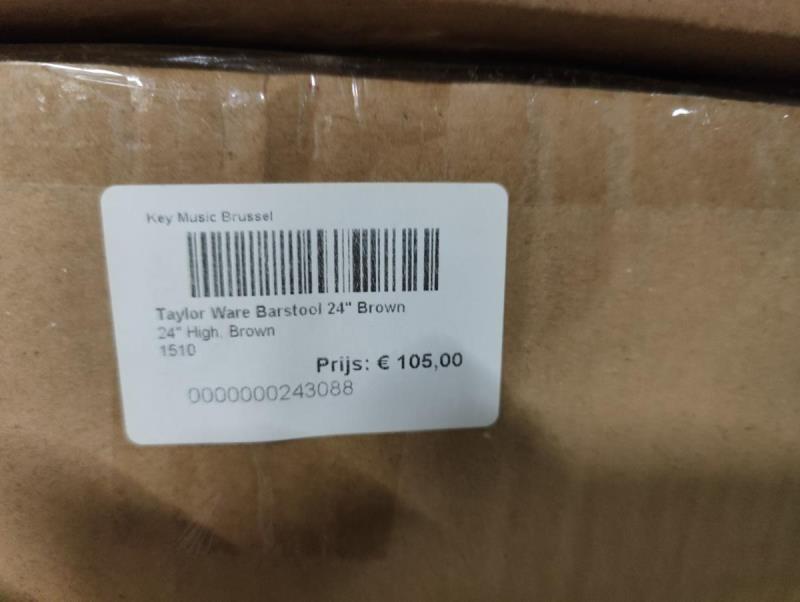 Key Music Brussel
Taylor Ware Barstool 24" Brown
24" High, Brown
1510
Prijs: € 105,00
0000000243088